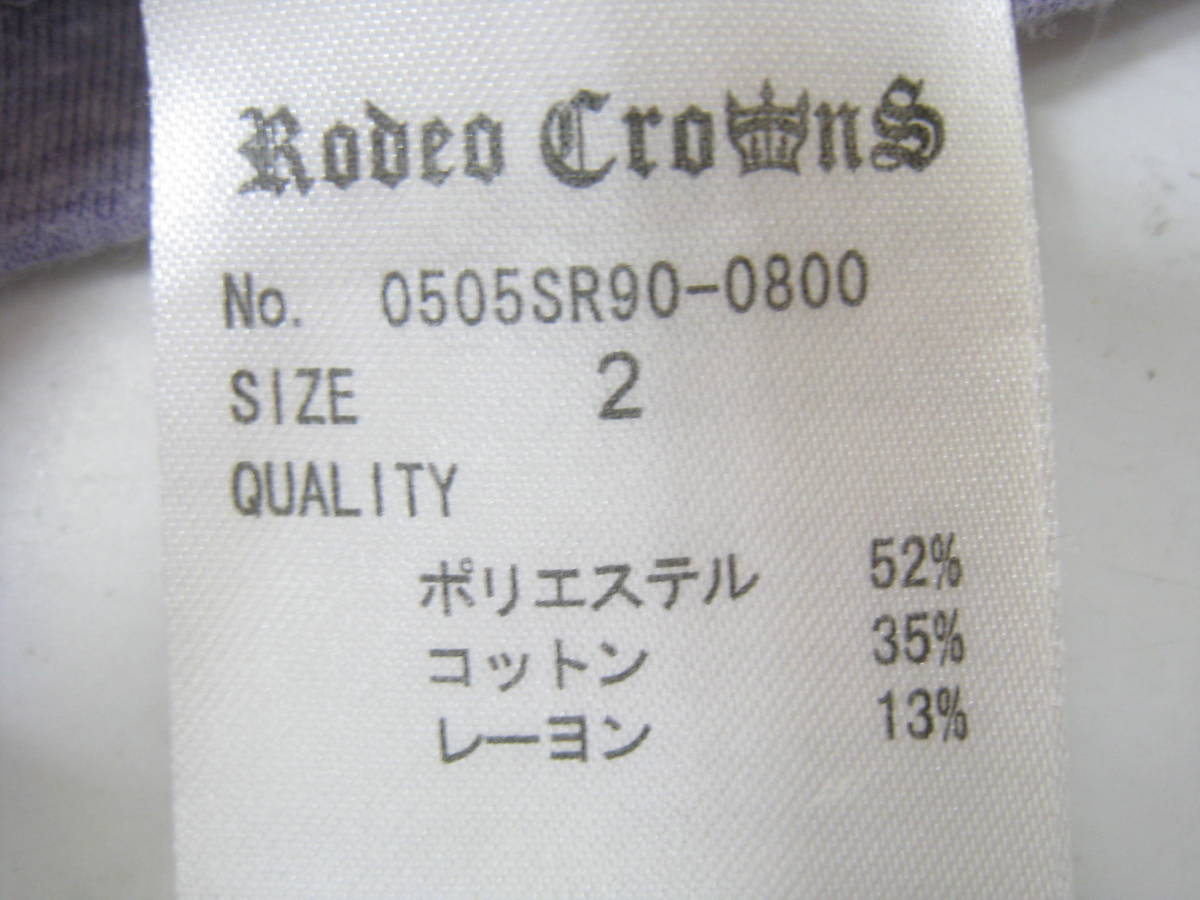 Rodeo Crowns
No. 0505SR90-0800
SIZE 2
QUALITY
ポリエステル 52%
コットン 35%
レーヨン 13%